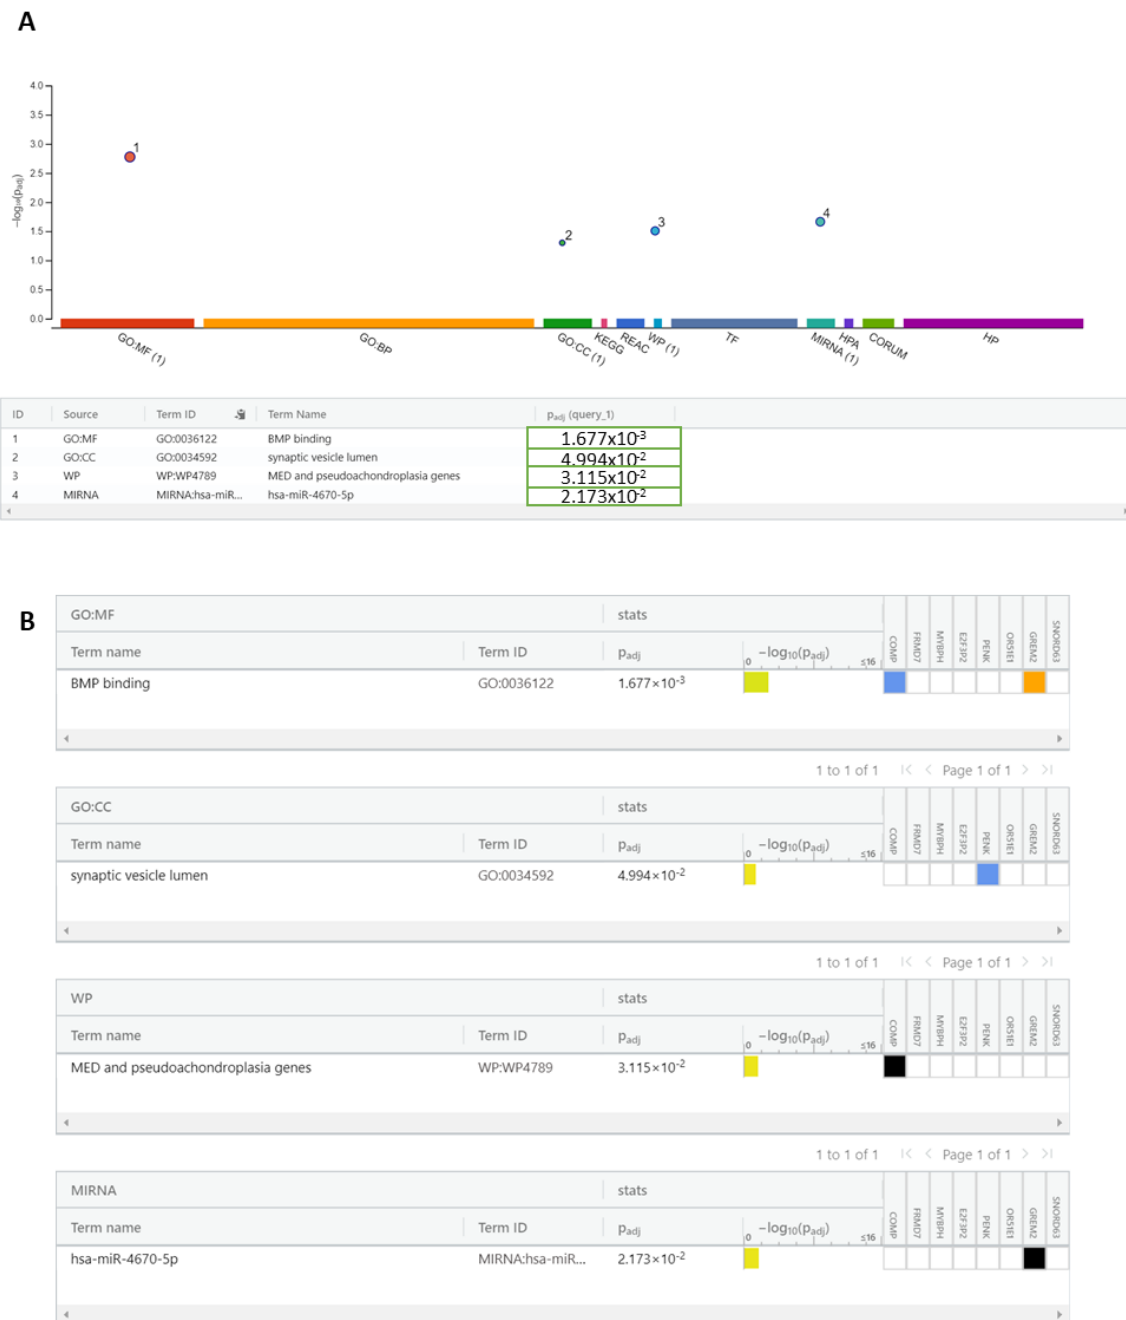 A
4.0
3.5
3.0
2.5
2.0
1.5
1.0
0.5
0.0
−log₁₀(padj)
1
2
3
4
GO:MF (1)
GO:BP
GO:CC (1)
KEGG
REAC
WP (1)
TF
MIRNA (1)
HPA
CORUM
HP
ID Source Term ID Term Name padj (query_1)
1 GO:MF GO:0036122 BMP binding 1.677x10⁻³
2 GO:CC GO:0034592 synaptic vesicle lumen 4.994x10⁻²
3 WP WP:WP4789 MED and pseudoachondroplasia genes 3.115x10⁻²
4 MIRNA MIRNA:hsa-miR... hsa-miR-4670-5p 2.173x10⁻²
B
GO:MF stats
Term name Term ID padj 0 −log₁₀(padj) ≤16 COMP FRMD7 MYBPH E2F3P2 PENK OR51E1 GREM2 SNORD63
BMP binding GO:0036122 1.677×10⁻³
1 to 1 of 1 |< < Page 1 of 1 > >|
GO:CC stats
Term name Term ID padj 0 −log₁₀(padj) ≤16 COMP FRMD7 MYBPH E2F3P2 PENK OR51E1 GREM2 SNORD63
synaptic vesicle lumen GO:0034592 4.994×10⁻²
1 to 1 of 1 |< < Page 1 of 1 > >|
WP stats
Term name Term ID padj 0 −log₁₀(padj) ≤16 COMP FRMD7 MYBPH E2F3P2 PENK OR51E1 GREM2 SNORD63
MED and pseudoachondroplasia genes WP:WP4789 3.115×10⁻²
1 to 1 of 1 |< < Page 1 of 1 > >|
MIRNA stats
Term name Term ID padj 0 −log₁₀(padj) ≤16 COMP FRMD7 MYBPH E2F3P2 PENK OR51E1 GREM2 SNORD63
hsa-miR-4670-5p MIRNA:hsa-miR... 2.173×10⁻²